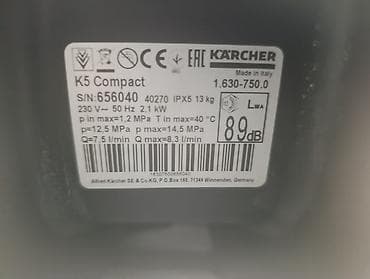 EAC KÄRCHER
Made in Italy
K5 Compact 1.630-750.0
S/N:656040 40270 IPX5 13 kg
230 V~ 50 Hz 2,1 kW
p in max=1,2 MPa T in max=40 °C
p=12,5 MPa p max=14,5 MPa
Q=7,5 l/min Q max=8,3 l/min
LWA
89dB
Alfred Kärcher SE & Co.KG, P.O.Box 160, 71349 Winnenden, Germany